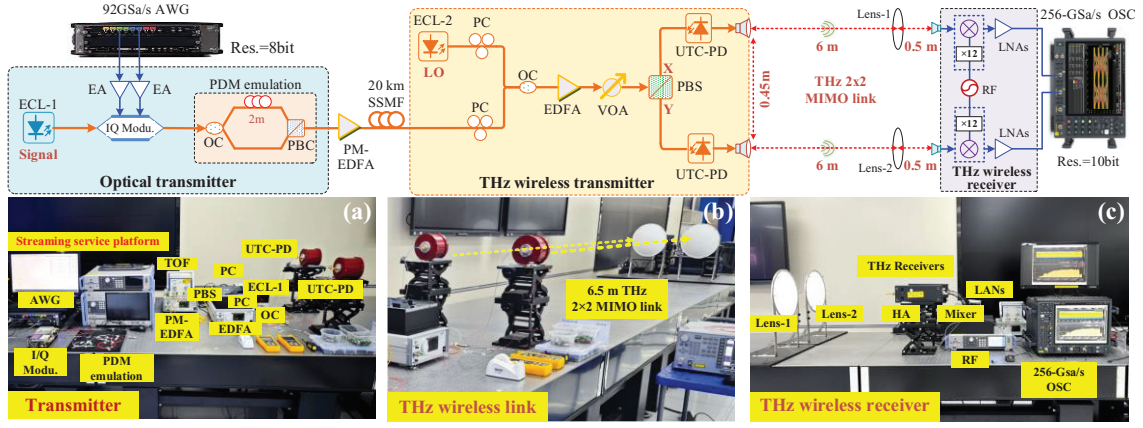 92GSa/s AWG
Res.=8bit
EA
EA
ECL-1
Signal
IQ Modu.
PDM emulation
OC
2m
PBC
Optical transmitter
PM-
EDFA
20 km
SSMF
ECL-2
LO
PC
PC
OC
EDFA
VOA
X
Y
PBS
UTC-PD
UTC-PD
THz wireless transmitter
0.45m
6 m
Lens-1
0.5 m
THz 2x2
MIMO link
6 m
Lens-2
0.5 m
×12
RF
×12
LNAs
LNAs
THz wireless
receiver
256-GSa/s OSC
Res.=10bit
(a)
Streaming service platform
AWG
TOF
PBS
PM-
EDFA
PC
ECL-1
PC
OC
EDFA
UTC-PD
UTC-PD
I/Q
Modu.
PDM
emulation
Transmitter
(b)
6.5 m THz
2×2 MIMO link
THz wireless link
(c)
Lens-1
Lens-2
THz Receivers
HA
Mixer
LANs
RF
256-Gsa/s
OSC
THz wireless receiver